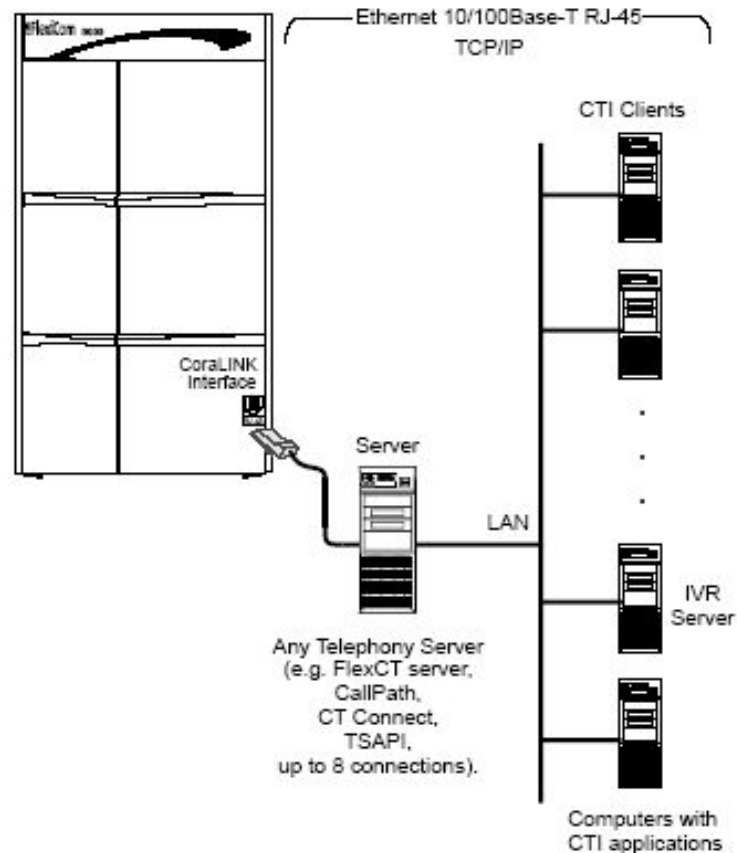 FlexiCom
Ethernet 10/100Base-T RJ-45
TCP/IP
CTI Clients
CoraLINK
Interface
Server
LAN
IVR
Server
Any Telephony Server
(e.g. FlexCT server,
CallPath,
CT Connect,
TSAPI,
up to 8 connections).
Computers with
CTI applications